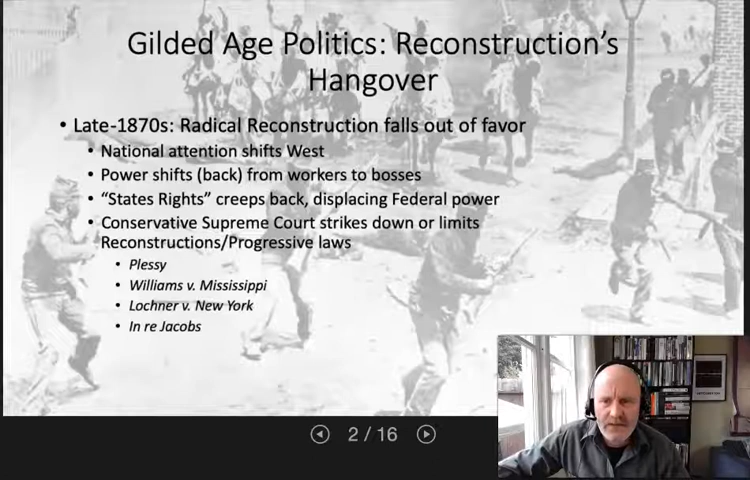 Gilded Age Politics: Reconstruction's
Hangover
• Late-1870s: Radical Reconstruction falls out of favor
• National attention shifts West
• Power shifts (back) from workers to bosses
• “States Rights” creeps back, displacing Federal power
• Conservative Supreme Court strikes down or limits
Reconstructions/Progressive laws
• Plessy
• Williams v. Mississippi
• Lochner v. New York
• In re Jacobs
2 / 16